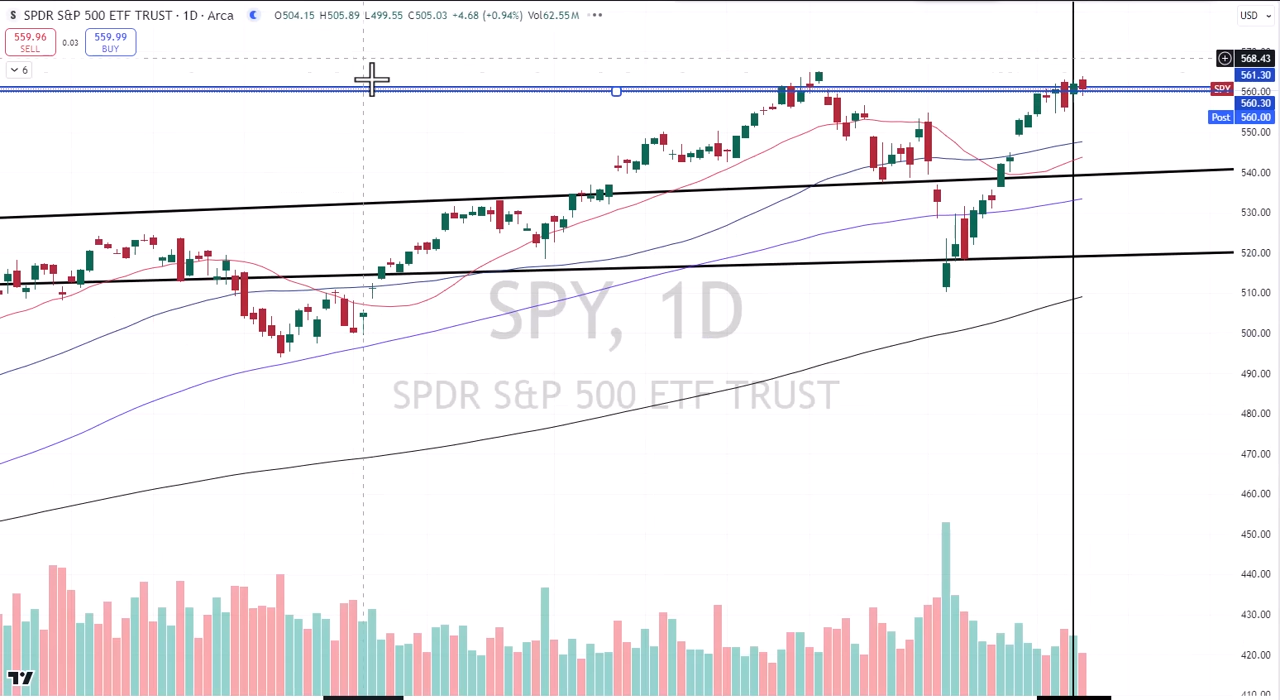 S SPDR S&P 500 ETF TRUST · 1D · Arca O504.15 H505.89 L499.55 C505.03 +4.68 (+0.94%) Vol62.55M USD
559.96 0.03 559.99
SELL BUY
6
568.43
561.30
SPY 560.00
560.30
Post 560.00
550.00
540.00
530.00
520.00
510.00
500.00
490.00
480.00
470.00
460.00
450.00
440.00
430.00
420.00
SPY, 1D
SPDR S&P 500 ETF TRUST